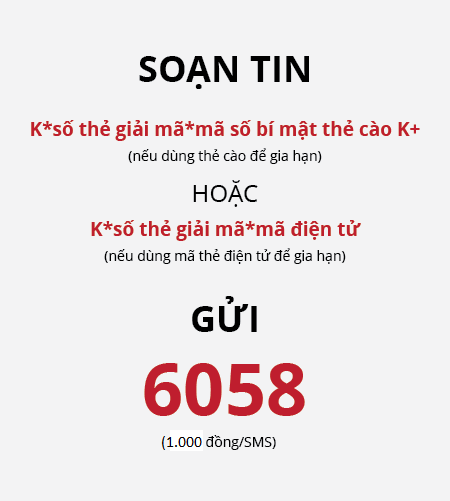 SOẠN TIN
K*số thẻ giải mã*mã số bí mật thẻ cào K+
(nếu dùng thẻ cào để gia hạn)
HOẶC
K*số thẻ giải mã*mã điện tử
(nếu dùng mã thẻ điện tử để gia hạn)
GỬI
6058
(1.000 đồng/SMS)